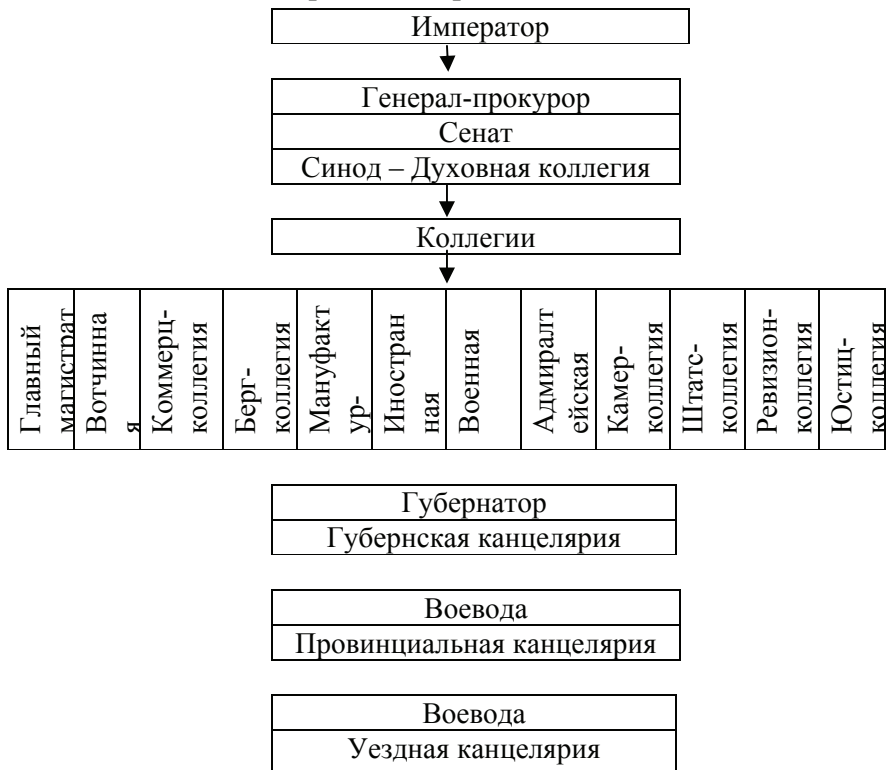 Император
Генерал-прокурор
Сенат
Синод – Духовная коллегия
Коллегии
Главный
магистрат
Вотчинна
я
Коммерц-
коллегия
Берг-
коллегия
Мануфакт
ур-
Иностран
ная
Военная
Адмиралт
ейская
Камер-
коллегия
Штатс-
коллегия
Ревизион-
коллегия
Юстиц-
коллегия
Губернатор
Губернская канцелярия
Воевода
Провинциальная канцелярия
Воевода
Уездная канцелярия